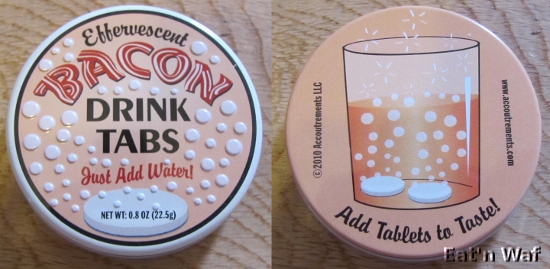 Effervescent
BACON
DRINK
TABS
Just Add Water!
NET WT: 0.8 OZ (22.5g)
©2010 Accoutrements LLC
www.accoutrements.com
Add Tablets to Taste!
Eat'n Waf